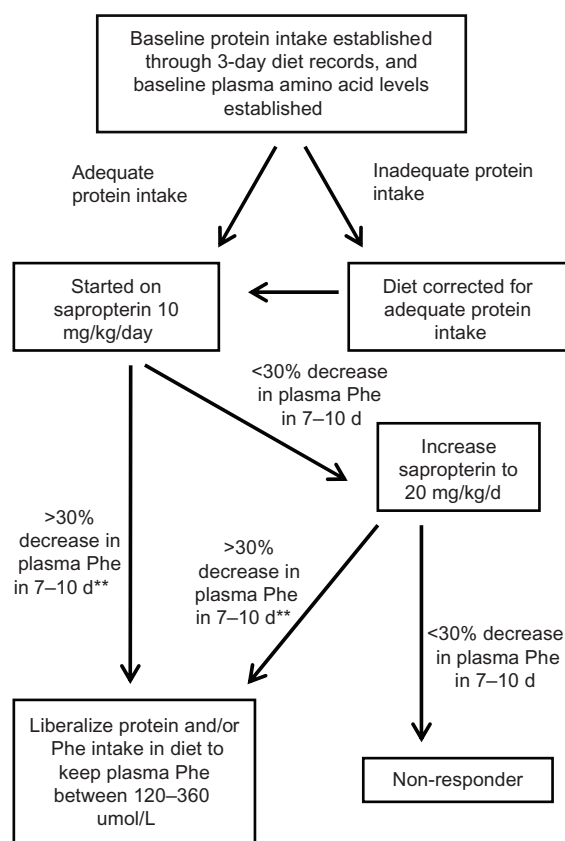 Baseline protein intake established
through 3-day diet records, and
baseline plasma amino acid levels
established
Adequate
protein intake
Inadequate protein
intake
Started on
sapropterin 10
mg/kg/day
Diet corrected for
adequate protein
intake
<30% decrease
in plasma Phe
in 7–10 d
Increase
sapropterin to
20 mg/kg/d
>30%
decrease in
plasma Phe
in 7–10 d**
>30%
decrease in
plasma Phe
in 7–10 d**
<30% decrease
in plasma Phe
in 7–10 d
Liberalize protein and/or
Phe intake in diet to
keep plasma Phe
between 120–360
umol/L
Non-responder